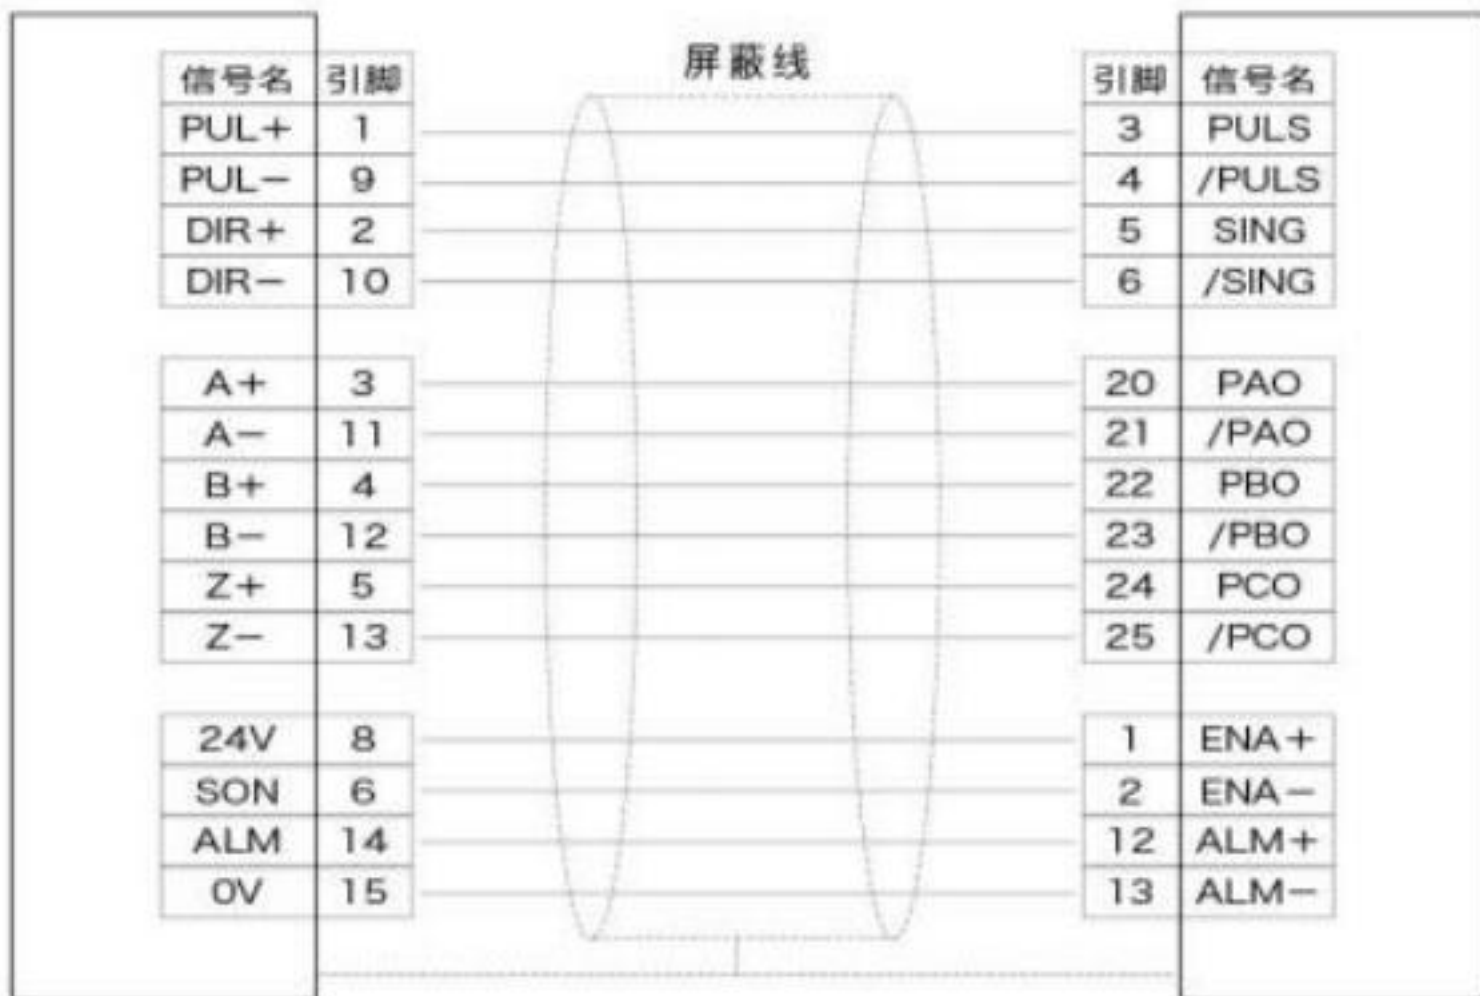 屏蔽线
信号名 引脚 引脚 信号名
PUL+ 1 3 PULS
PUL- 9 4 /PULS
DIR+ 2 5 SING
DIR- 10 6 /SING
A+ 3 20 PAO
A- 11 21 /PAO
B+ 4 22 PBO
B- 12 23 /PBO
Z+ 5 24 PCO
Z- 13 25 /PCO
24V 8 1 ENA+
SON 6 2 ENA-
ALM 14 12 ALM+
0V 15 13 ALM-